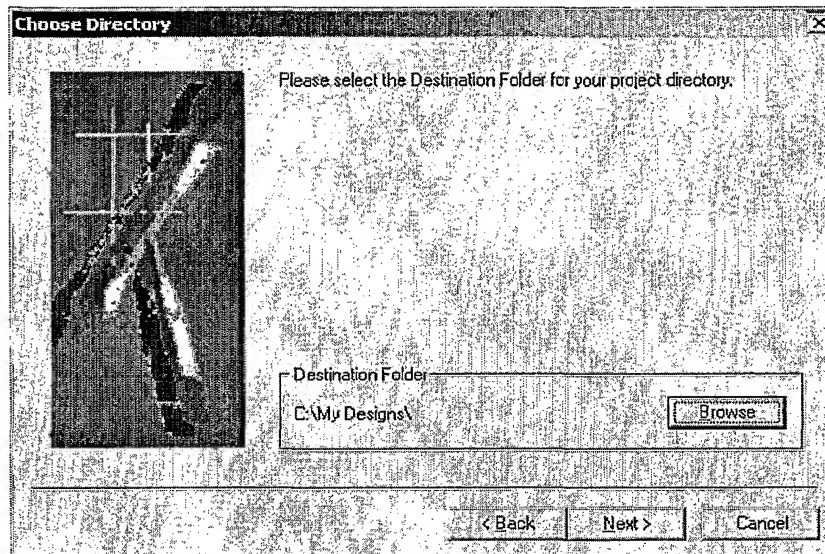 Choose Directory
Please select the Destination Folder for your project directory.
Destination Folder
C:\My Designs\
Browse
< Back
Next >
Cancel